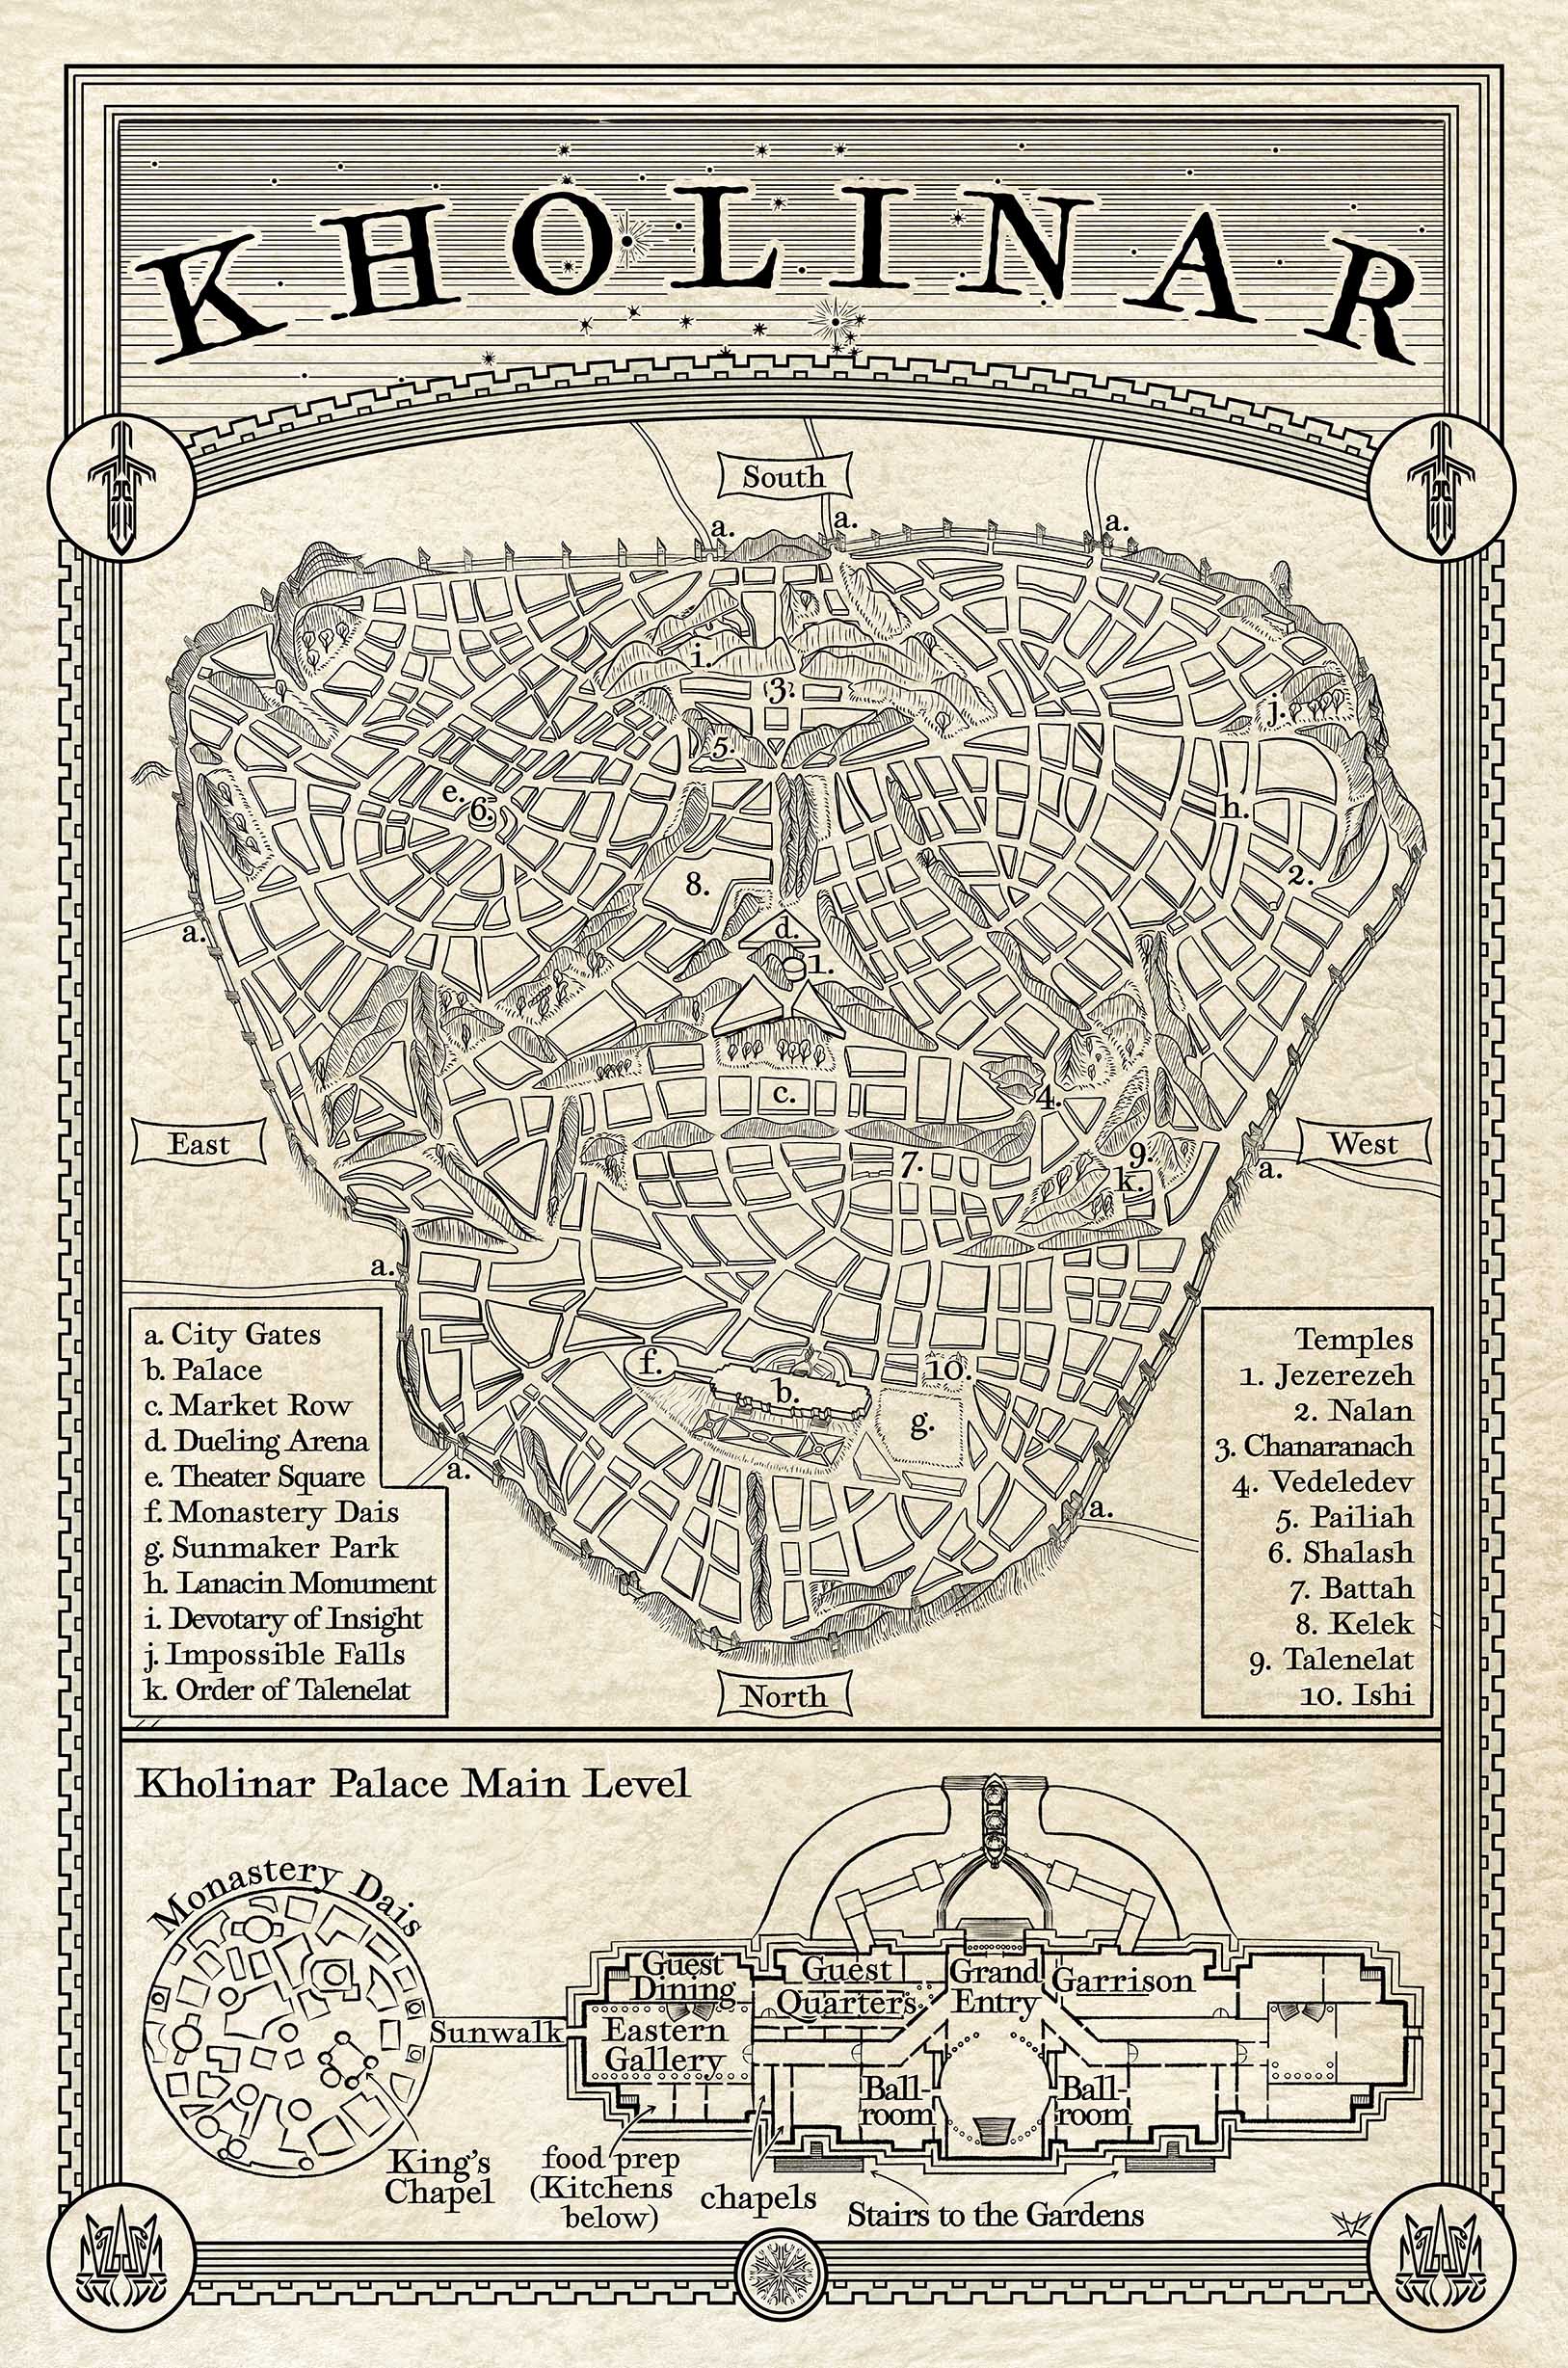 KHOLINAR
South
a.
a.
a.
i.
3.
j.
5.
e.
6.
h.
8.
2.
d.
a.
1.
c.
4.
East
7.
9.
West
k.
a.
a.
f.
10.
b.
g.
a.
a.
a. City Gates
b. Palace
c. Market Row
d. Dueling Arena
e. Theater Square
f. Monastery Dais
g. Sunmaker Park
h. Lanacin Monument
i. Devotary of Insight
j. Impossible Falls
k. Order of Talenelat
Temples
1. Jezerezeh
2. Nalan
3. Chanaranach
4. Vedeledev
5. Pailiah
6. Shalash
7. Battah
8. Kelek
9. Talenelat
10. Ishi
North
Kholinar Palace Main Level
Monastery Dais
Sunwalk
Guest
Dining
Guest
Quarters
Grand
Entry
Garrison
Eastern
Gallery
Ball-
room
Ball-
room
King's
Chapel
food prep
(Kitchens
below)
chapels
Stairs to the Gardens